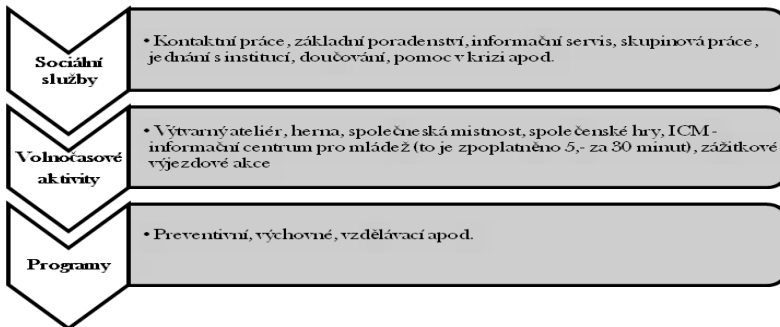 Sociální
služby
• Kontaktní práce, základní poradenství, informační servis, skupinová práce,
jednání s institucí, doučování, pomoc v krizi apod.
Volnočasové
aktivity
• Výtvarný ateliér, herna, společneská mistnost, společenské hry, ICM -
informační centrum pro mládež (to je zpoplatněno 5,- za 30 minut), zážitkové
výjezdové akce
Programy
• Preventivní, výchovné, vzdělávací apod.